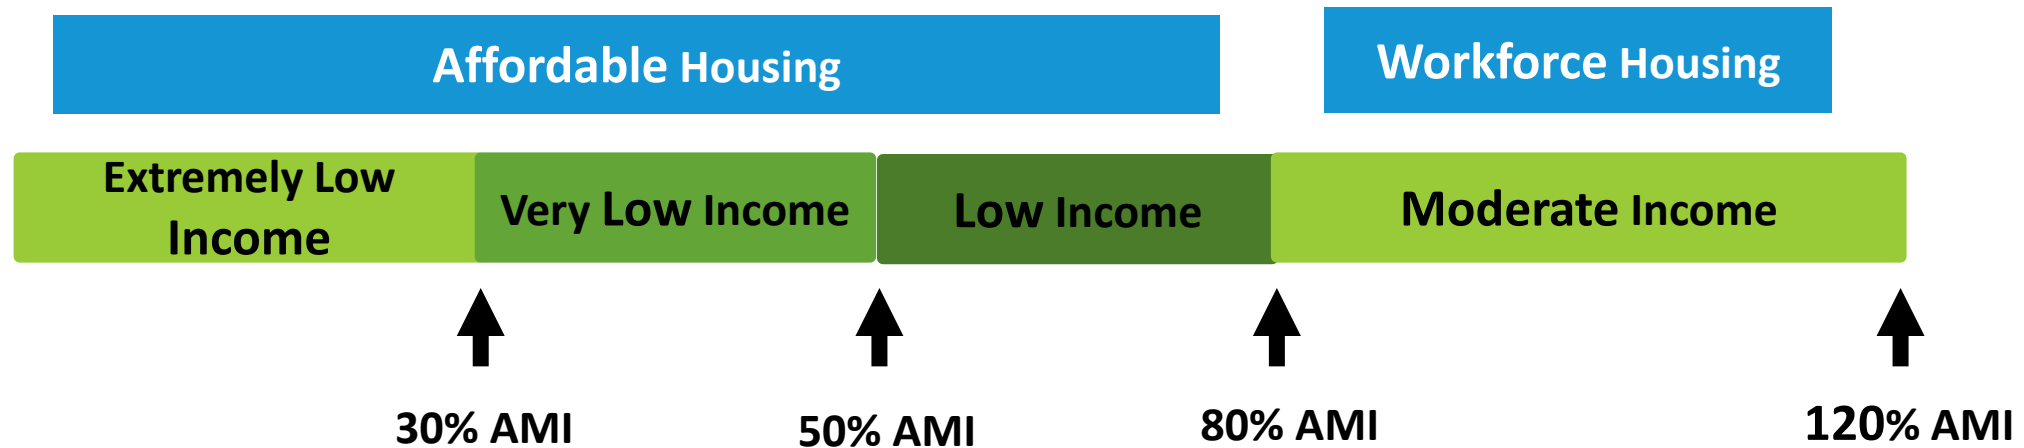 Affordable Housing
Workforce Housing
Extremely Low
Income
Very Low Income
Low Income
Moderate Income
30% AMI
50% AMI
80% AMI
120% AMI